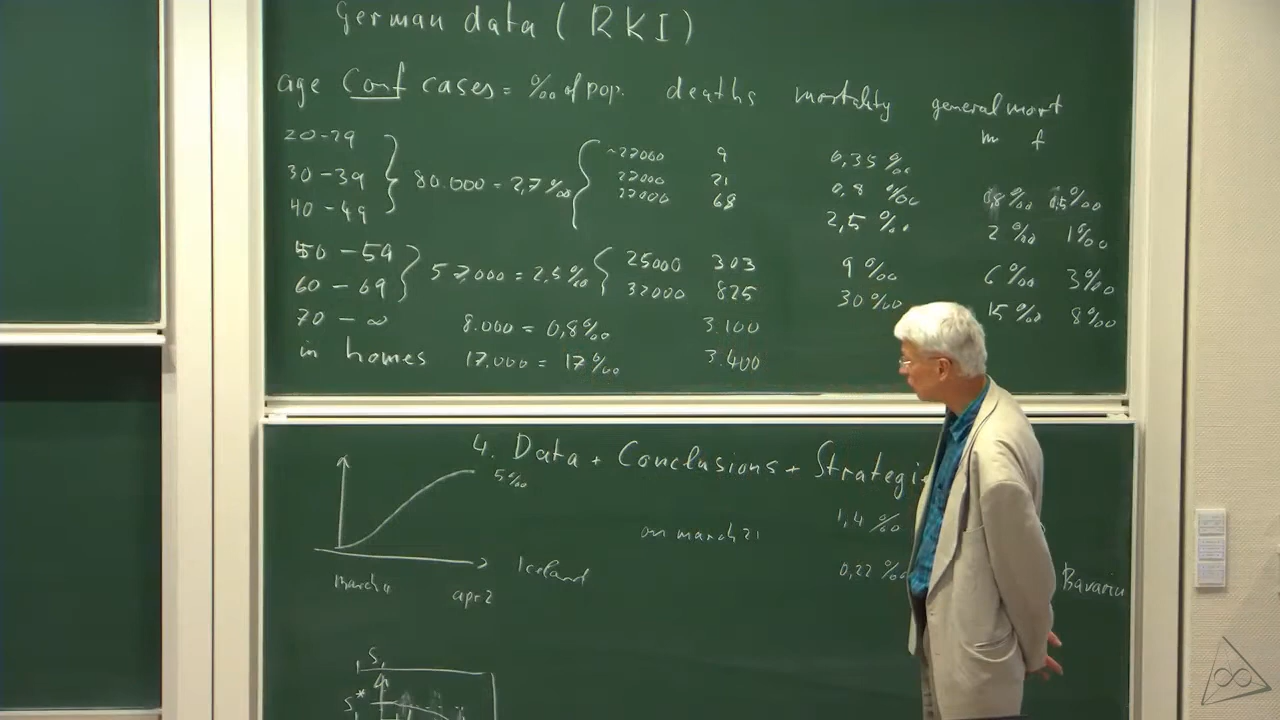 German data (RKI)
age Conf cases = ‰ of pop. deaths mortality general mort
m f
20-29 ~22000 9 0,35 ‰
30-39 80.000 = 2,7 ‰ 22000 21 0,8 ‰ 0,8 ‰ 0,5 ‰
40-49 22000 68 2,5 ‰ 2 ‰ 1 ‰
50-59 25000 303 9 ‰ 6 ‰ 3 ‰
57,000 = 2,5 ‰
60-69 32000 825 30 ‰ 15 ‰ 8 ‰
70-∞ 8.000 = 0,8 ‰ 3.100
in homes 17,000 = 17 ‰ 3.400
4. Data + Conclusions + Strategi
5 ‰
on march 21 1,4 ‰
Iceland 0,22 ‰ Bavaria
March
apr 2
1 S,
S*
∞